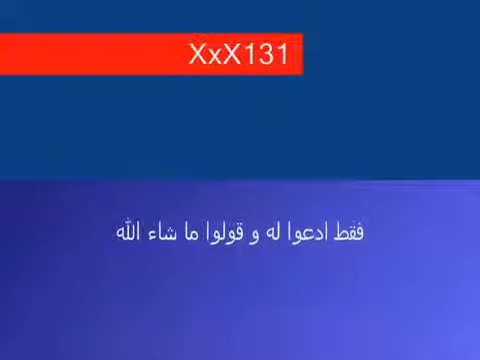 XxX131
فقط ادعوا له و قولوا ما شاء الله